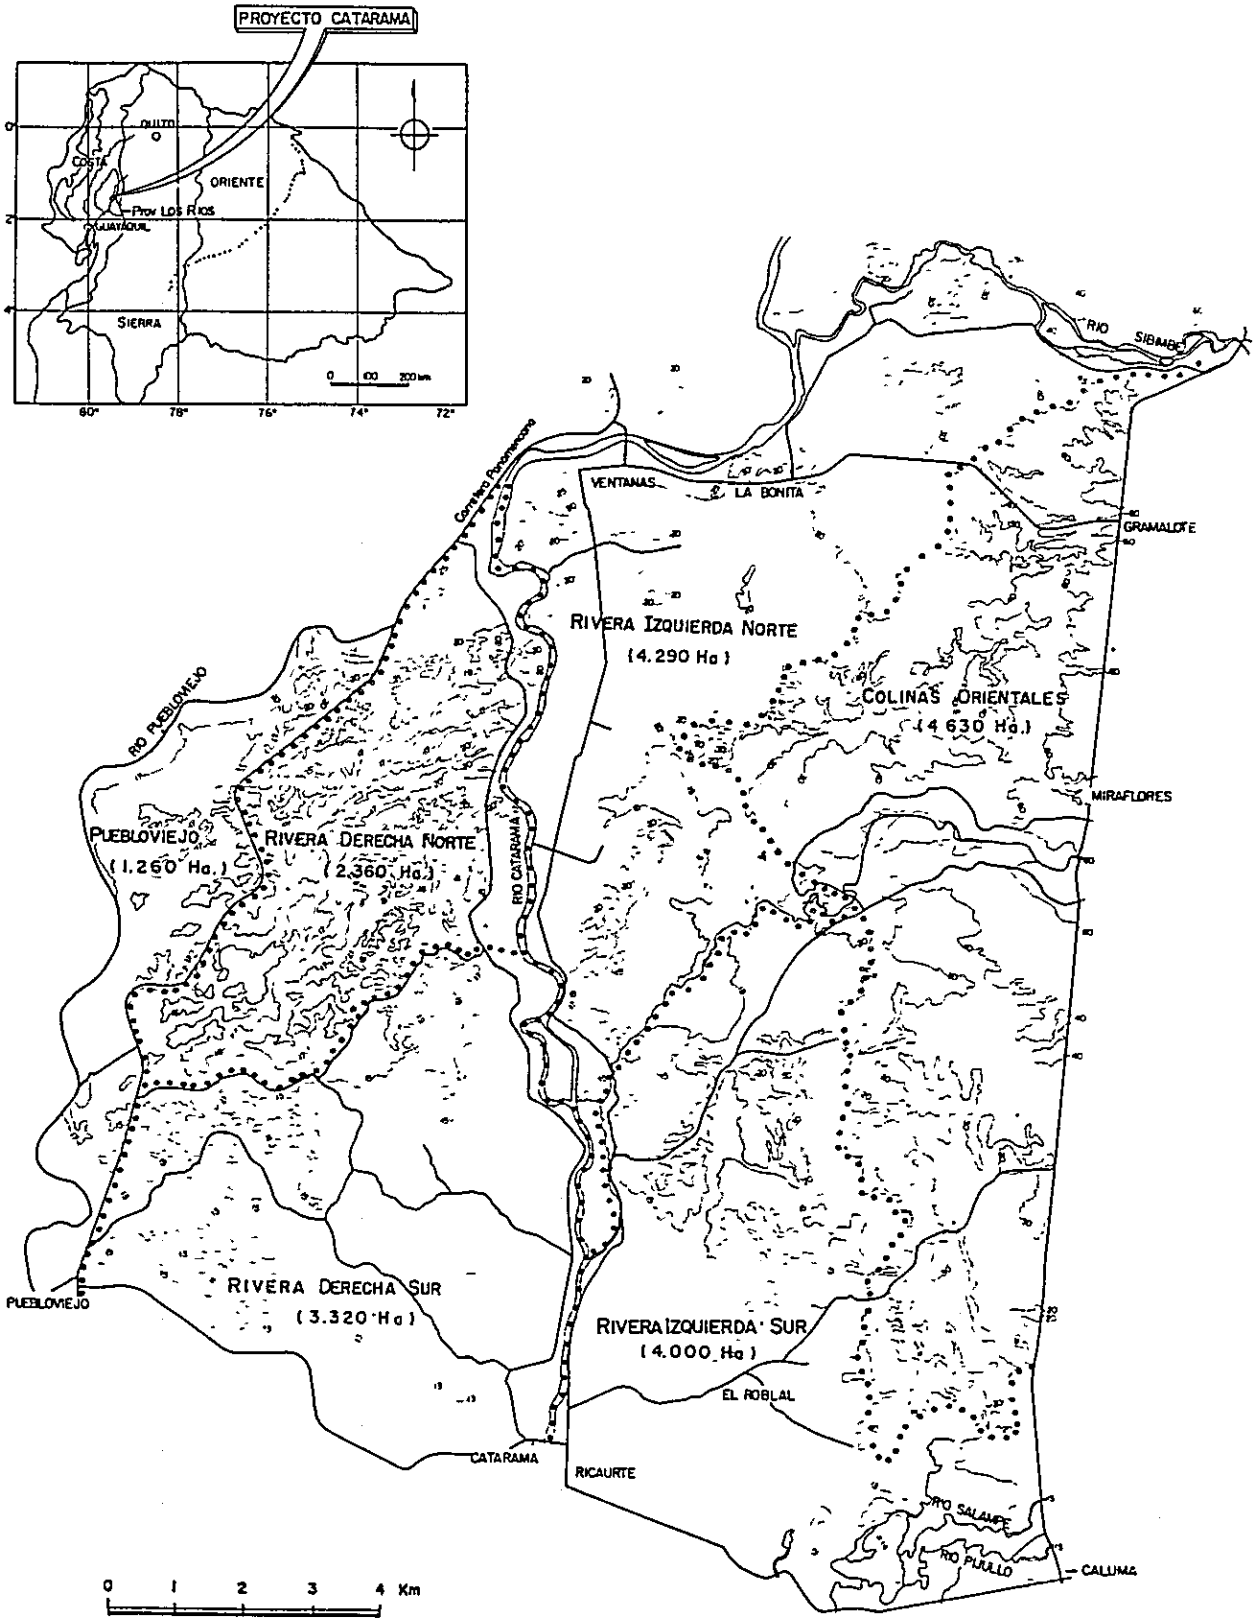 PROYECTO CATARAMA
QUITO
COSTA
ORIENTE
PROV LOS RIOS
GUAYAQUIL
SIERRA
0
2
4
80° 78° 76° 74° 72°
0 100 200 km
RIO SIBIMBE
Carretera Panamericana
VENTANAS
LA BONITA
GRAMALOTE
RIVERA IZQUIERDA NORTE
(4.290 Ha)
RIO PUEBLOVIEJO
COLINAS ORIENTALES
(4 630 Ha.)
MIRAFLORES
PUEBLOVIEJO
(1.260 Ha.)
RIVERA DERECHA NORTE
(2.360 Ha.)
RIO CATARAMA
RIVERA DERECHA SUR
(3.320 Ha)
PUEBLOVIEJO
RIVERA IZQUIERDA SUR
(4.000 Ha)
EL ROBLAL
CATARAMA
RICAURTE
RIO SALAMPE
RIO PIJULLO
CALUMA
0 1 2 3 4 Km